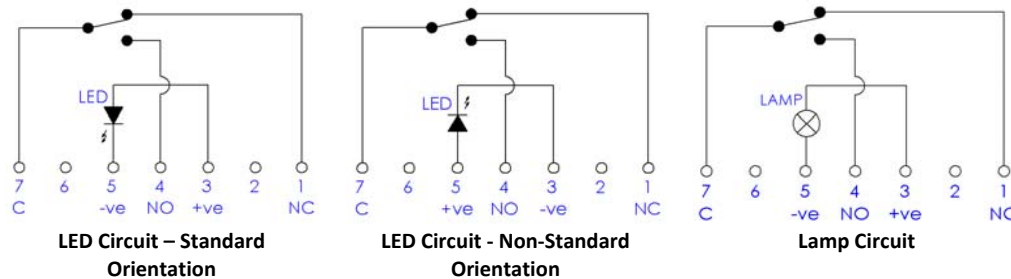 LED
7 6 5 4 3 2 1
C -ve NO +ve NC
LED Circuit – Standard
Orientation
LED
7 6 5 4 3 2 1
C +ve NO -ve NC
LED Circuit - Non-Standard
Orientation
LAMP
7 6 5 4 3 2 1
C -ve NO +ve NC
Lamp Circuit